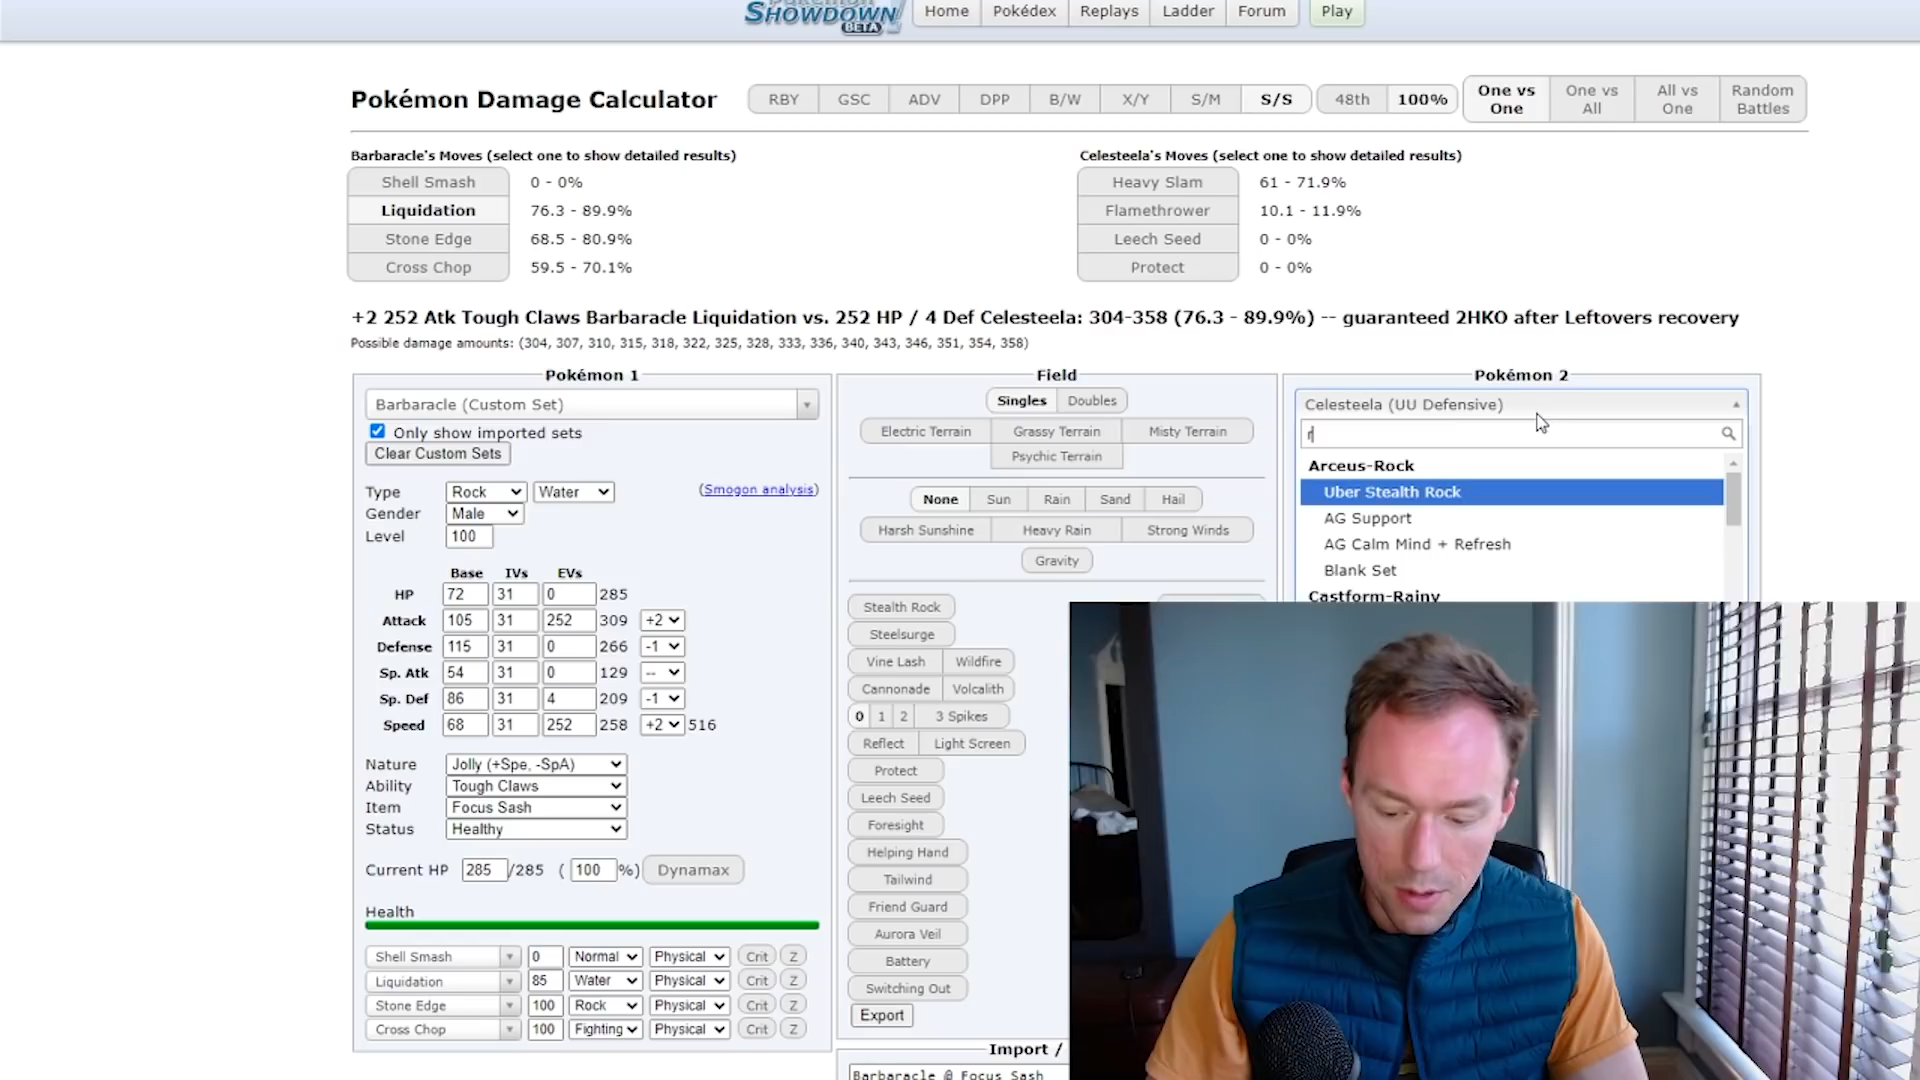 SHOWDOWN!
BETA
Home
Pokédex
Replays
Ladder
Forum
Play
Pokémon Damage Calculator
RBY
GSC
ADV
DPP
B/W
X/Y
S/M
S/S
48th
100%
One vs One
One vs All
All vs One
Random Battles
Barbaracle's Moves (select one to show detailed results)
Shell Smash 0 - 0%
Liquidation 76.3 - 89.9%
Stone Edge 68.5 - 80.9%
Cross Chop 59.5 - 70.1%
Celesteela's Moves (select one to show detailed results)
Heavy Slam 61 - 71.9%
Flamethrower 10.1 - 11.9%
Leech Seed 0 - 0%
Protect 0 - 0%
+2 252 Atk Tough Claws Barbaracle Liquidation vs. 252 HP / 4 Def Celesteela: 304-358 (76.3 - 89.9%) -- guaranteed 2HKO after Leftovers recovery
Possible damage amounts: (304, 307, 310, 315, 318, 322, 325, 328, 333, 336, 340, 343, 346, 351, 354, 358)
Pokémon 1
Barbaracle (Custom Set)
Only show imported sets
Clear Custom Sets
Type Rock Water (Smogon analysis)
Gender Male
Level 100
Base IVs EVs
HP 72 31 0 285
Attack 105 31 252 309 +2
Defense 115 31 0 266 -1
Sp. Atk 54 31 0 129 --
Sp. Def 86 31 4 209 -1
Speed 68 31 252 258 +2 516
Nature Jolly (+Spe, -SpA)
Ability Tough Claws
Item Focus Sash
Status Healthy
Current HP 285 /285 ( 100 %) Dynamax
Health
Shell Smash 0 Normal Physical Crit Z
Liquidation 85 Water Physical Crit Z
Stone Edge 100 Rock Physical Crit Z
Cross Chop 100 Fighting Physical Crit Z
Field
Singles Doubles
Electric Terrain Grassy Terrain Misty Terrain
Psychic Terrain
None Sun Rain Sand Hail
Harsh Sunshine Heavy Rain Strong Winds
Gravity
Stealth Rock
Steelsurge
Vine Lash Wildfire
Cannonade Volcalith
0 1 2 3 Spikes
Reflect Light Screen
Protect
Leech Seed
Foresight
Helping Hand
Tailwind
Friend Guard
Aurora Veil
Battery
Switching Out
Export
Import /
Barbaracle @ Focus Sash
Pokémon 2
Celesteela (UU Defensive)
r
Arceus-Rock
Uber Stealth Rock
AG Support
AG Calm Mind + Refresh
Blank Set
Castform-Rainy